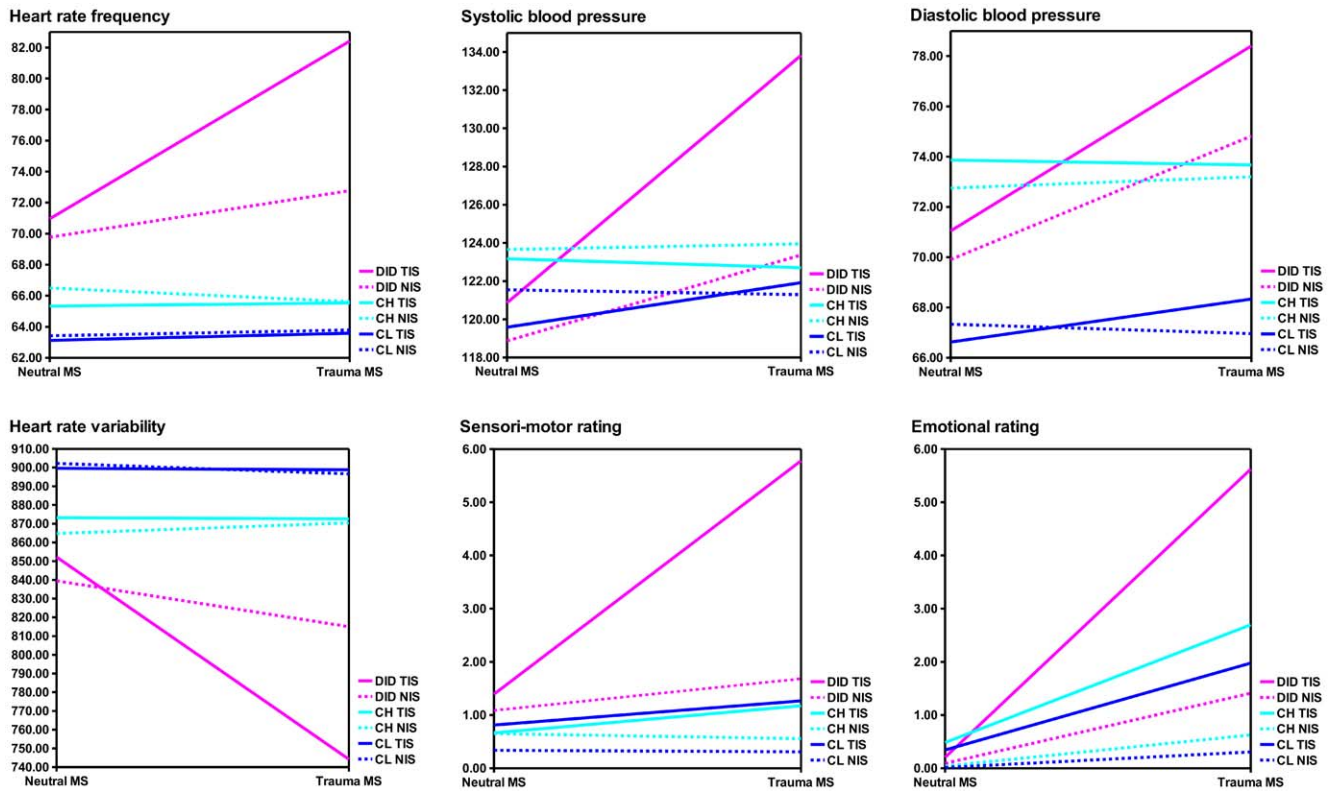 Heart rate frequency
82.00
80.00
78.00
76.00
74.00
72.00
70.00
68.00
66.00
64.00
62.00
Neutral MS
Trauma MS
DID TIS
DID NIS
CH TIS
CH NIS
CL TIS
CL NIS
Systolic blood pressure
134.00
132.00
130.00
128.00
126.00
124.00
122.00
120.00
118.00
Neutral MS
Trauma MS
DID TIS
DID NIS
CH TIS
CH NIS
CL TIS
CL NIS
Diastolic blood pressure
78.00
76.00
74.00
72.00
70.00
68.00
66.00
Neutral MS
Trauma MS
DID TIS
DID NIS
CH TIS
CH NIS
CL TIS
CL NIS
Heart rate variability
910.00
900.00
890.00
880.00
870.00
860.00
850.00
840.00
830.00
820.00
810.00
800.00
790.00
780.00
770.00
760.00
750.00
740.00
Neutral MS
Trauma MS
DID TIS
DID NIS
CH TIS
CH NIS
CL TIS
CL NIS
Sensori-motor rating
6.00
5.00
4.00
3.00
2.00
1.00
0.00
Neutral MS
Trauma MS
DID TIS
DID NIS
CH TIS
CH NIS
CL TIS
CL NIS
Emotional rating
6.00
5.00
4.00
3.00
2.00
1.00
0.00
Neutral MS
Trauma MS
DID TIS
DID NIS
CH TIS
CH NIS
CL TIS
CL NIS